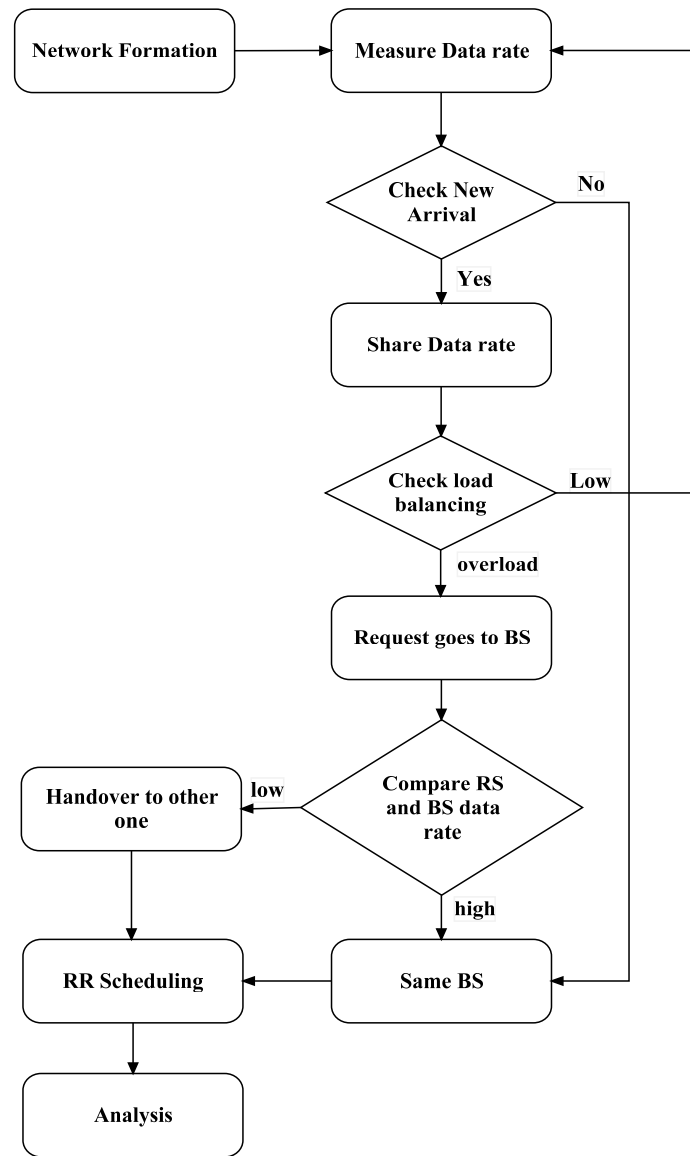 Network Formation
Measure Data rate
Check New
Arrival
No
Yes
Share Data rate
Check load
balancing
Low
overload
Request goes to BS
Compare RS
and BS data
rate
low
Handover to other
one
high
RR Scheduling
Same BS
Analysis